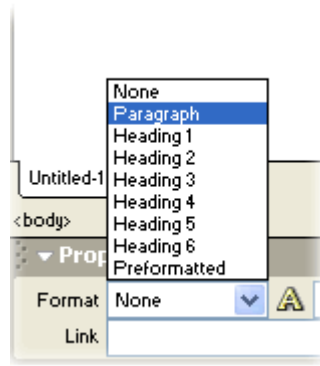 None
Paragraph
Heading 1
Heading 2
Untitled-1 Heading 3
Heading 4
<body> Heading 5
Heading 6
Prop Preformatted
Format None A
Link